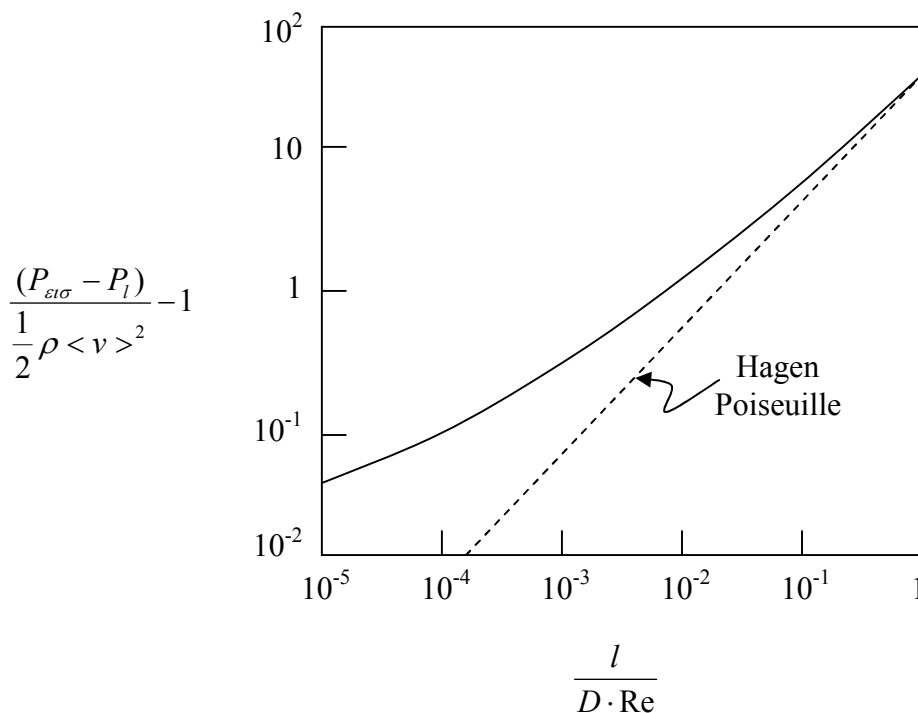 10²
10
1
10⁻¹
10⁻²
(P_εισ − P_l)
1/2 ρ < v >² −1
Hagen
Poiseuille
10⁻⁵ 10⁻⁴ 10⁻³ 10⁻² 10⁻¹ 1
l
D · Re